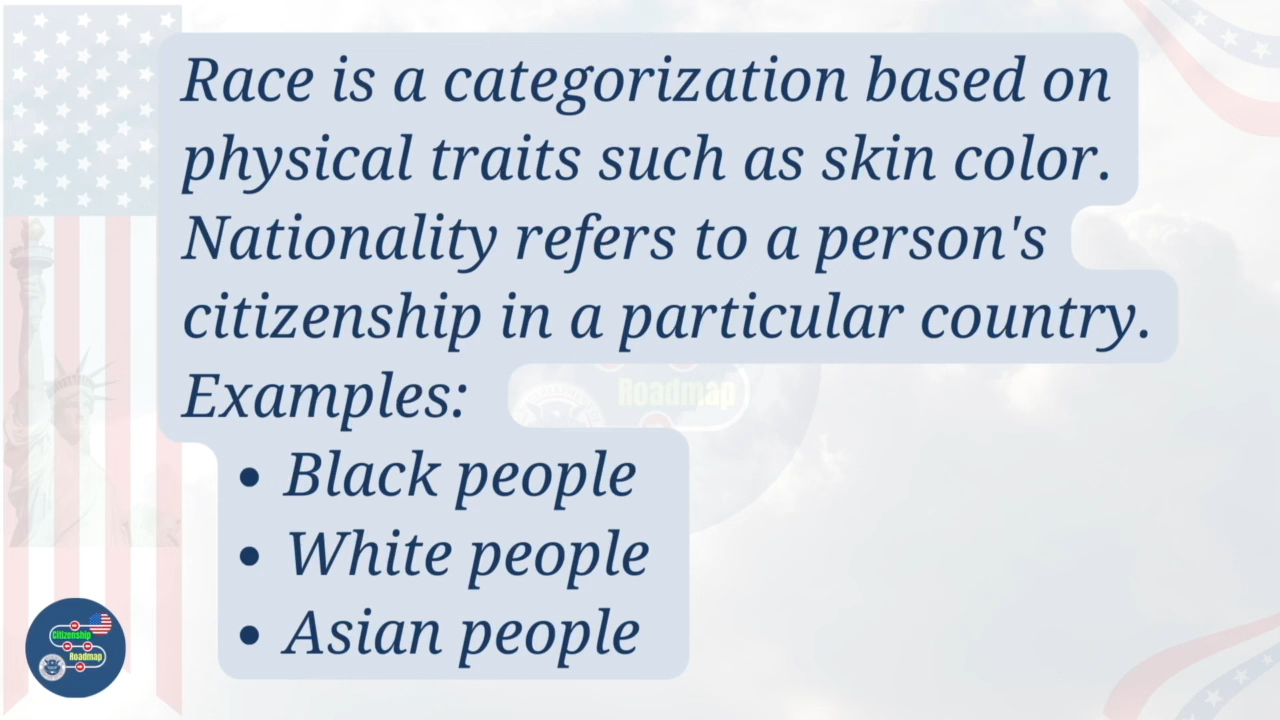 Race is a categorization based on
physical traits such as skin color.
Nationality refers to a person's
citizenship in a particular country.
Examples:
Roadmap
• Black people
• White people
• Asian people
Citizenship
Roadmap